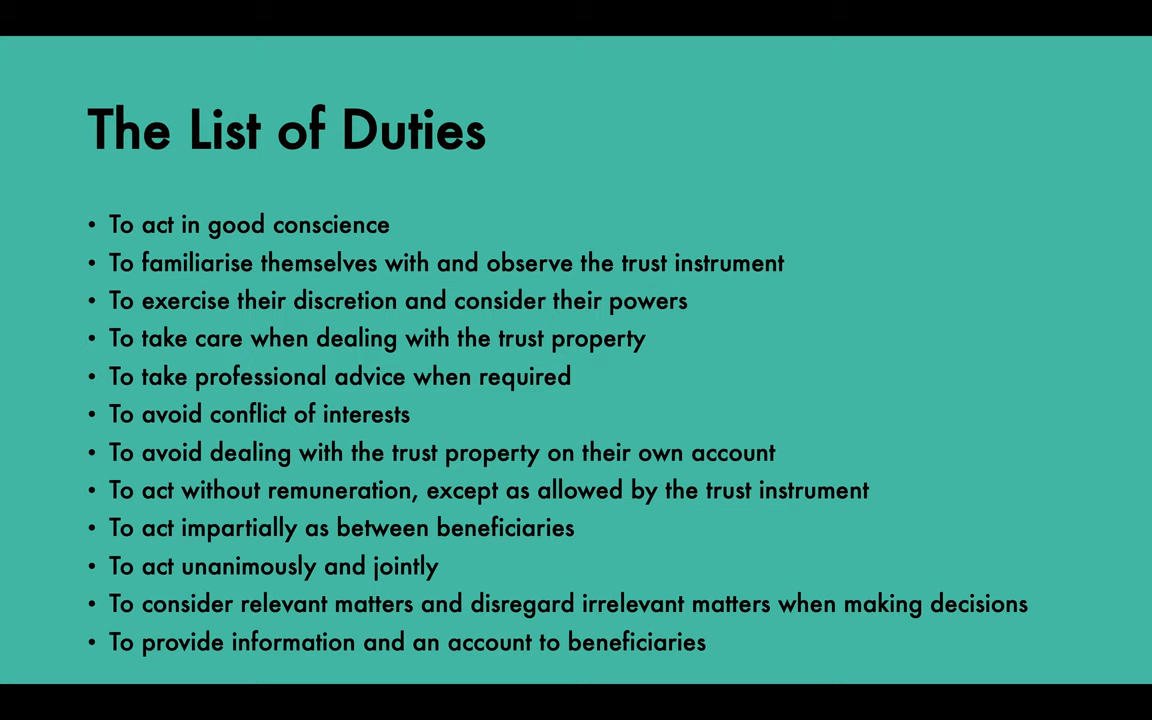 The List of Duties
• To act in good conscience
• To familiarise themselves with and observe the trust instrument
• To exercise their discretion and consider their powers
• To take care when dealing with the trust property
• To take professional advice when required
• To avoid conflict of interests
• To avoid dealing with the trust property on their own account
• To act without remuneration, except as allowed by the trust instrument
• To act impartially as between beneficiaries
• To act unanimously and jointly
• To consider relevant matters and disregard irrelevant matters when making decisions
• To provide information and an account to beneficiaries